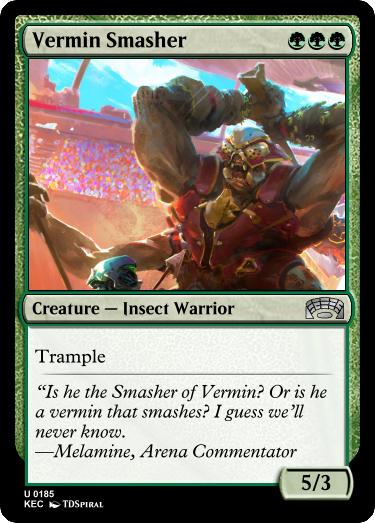 Vermin Smasher
Creature — Insect Warrior
Trample
“Is he the Smasher of Vermin? Or is he
a vermin that smashes? I guess we’ll
never know.
—Melamine, Arena Commentator
5/3
U 0185
KEC TDSpiral